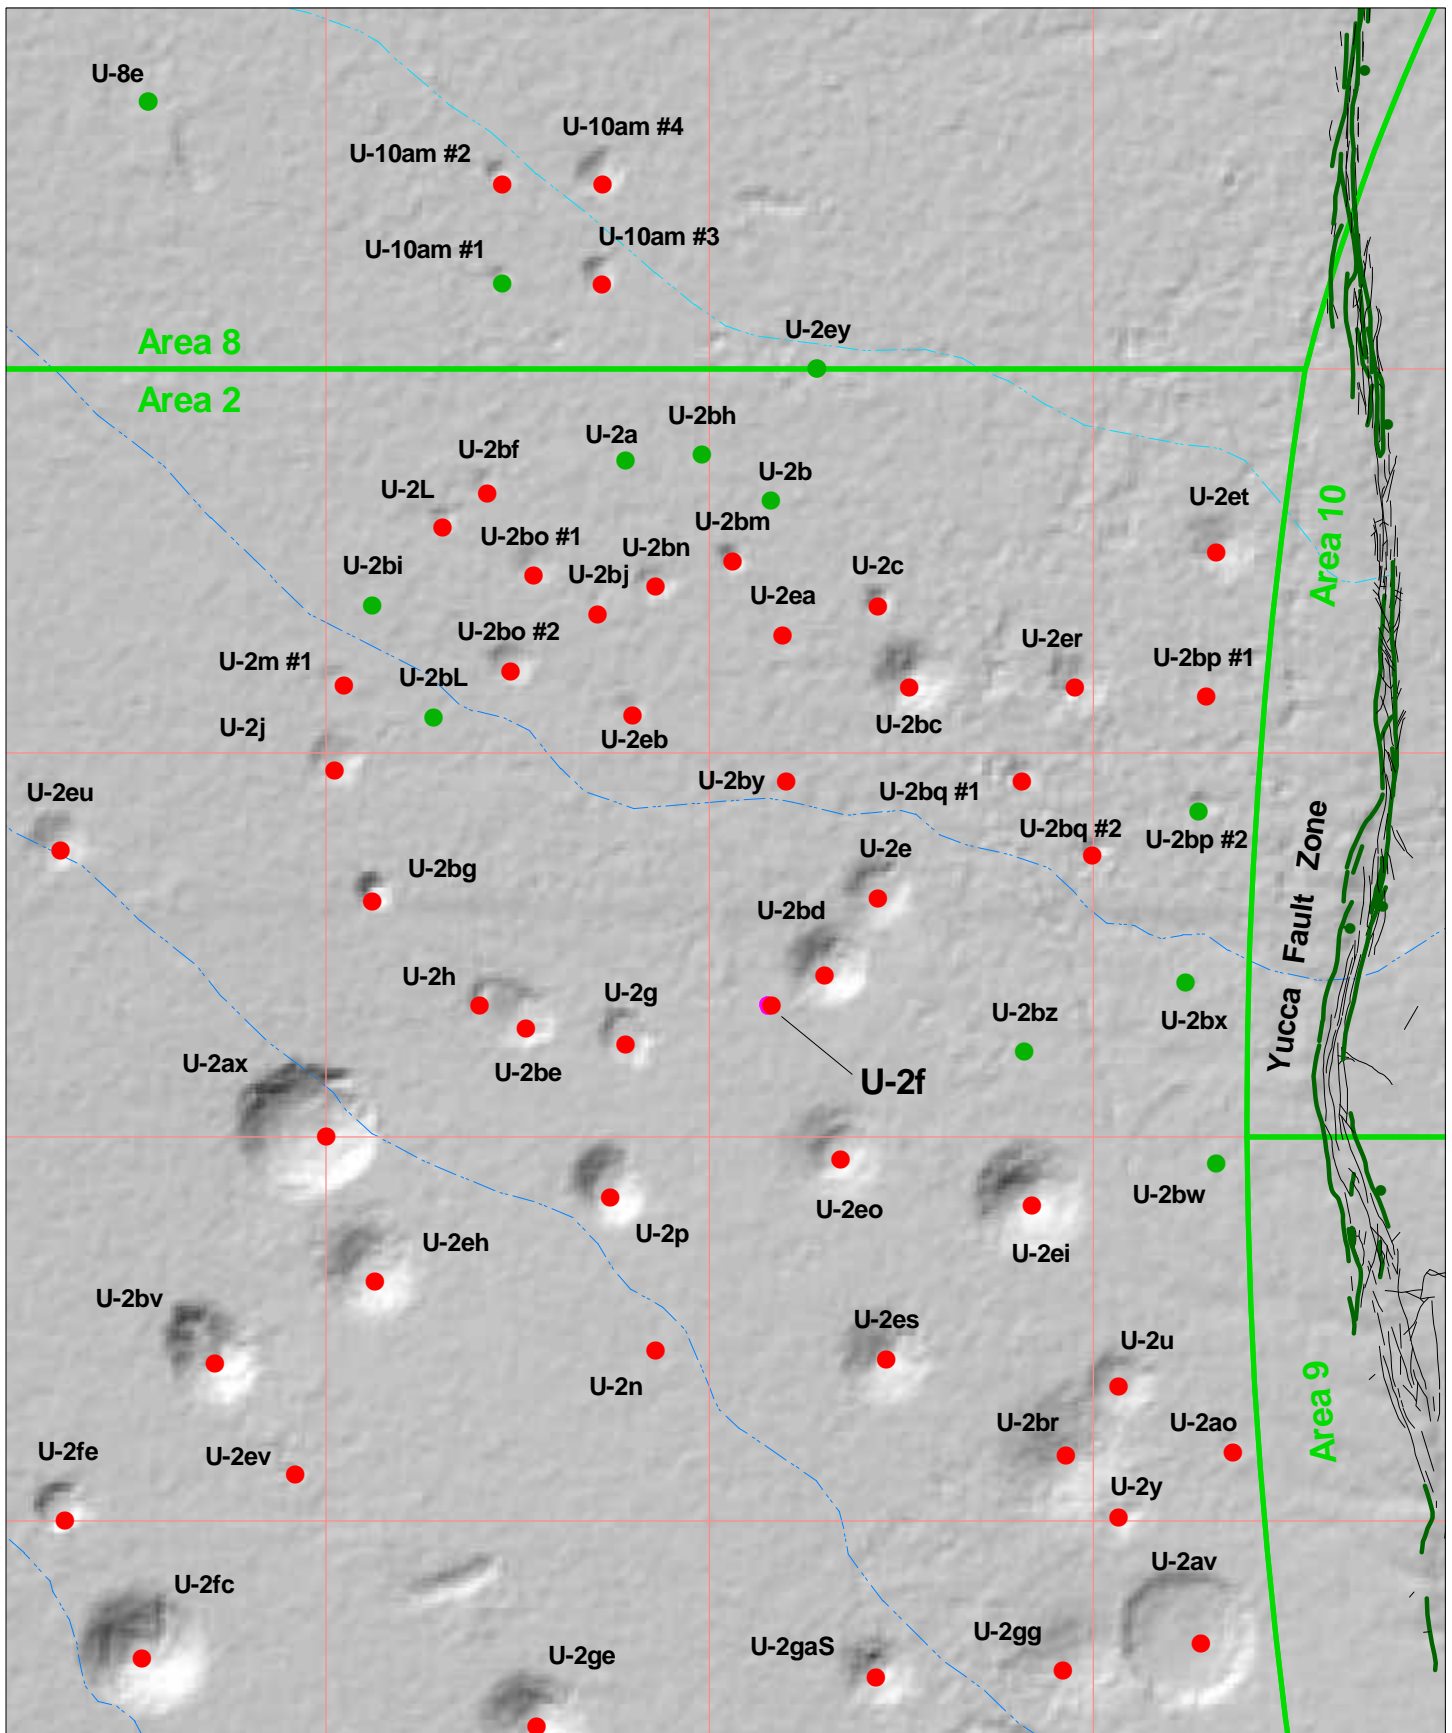 U-8e
U-10am #4
U-10am #2
U-10am #3
U-10am #1
U-2ey
Area 8
Area 2
U-2bh
U-2a
U-2bf
U-2b
U-2L
U-2et
U-2bm
U-2bo #1
U-2bn
Area 10
U-2bi
U-2bj
U-2c
U-2ea
U-2bo #2
U-2er
U-2bp #1
U-2m #1
U-2bL
U-2bc
U-2j
U-2eb
U-2by
U-2bq #1
U-2eu
U-2bq #2
U-2bp #2
U-2e
U-2bg
U-2bd
Yucca Fault Zone
U-2h
U-2g
U-2bz
U-2bx
U-2ax
U-2be
U-2f
U-2bw
U-2eo
U-2p
U-2eh
U-2ei
U-2bv
U-2es
U-2u
U-2n
Area 9
U-2br
U-2ao
U-2fe
U-2ev
U-2y
U-2av
U-2fc
U-2gg
U-2gaS
U-2ge